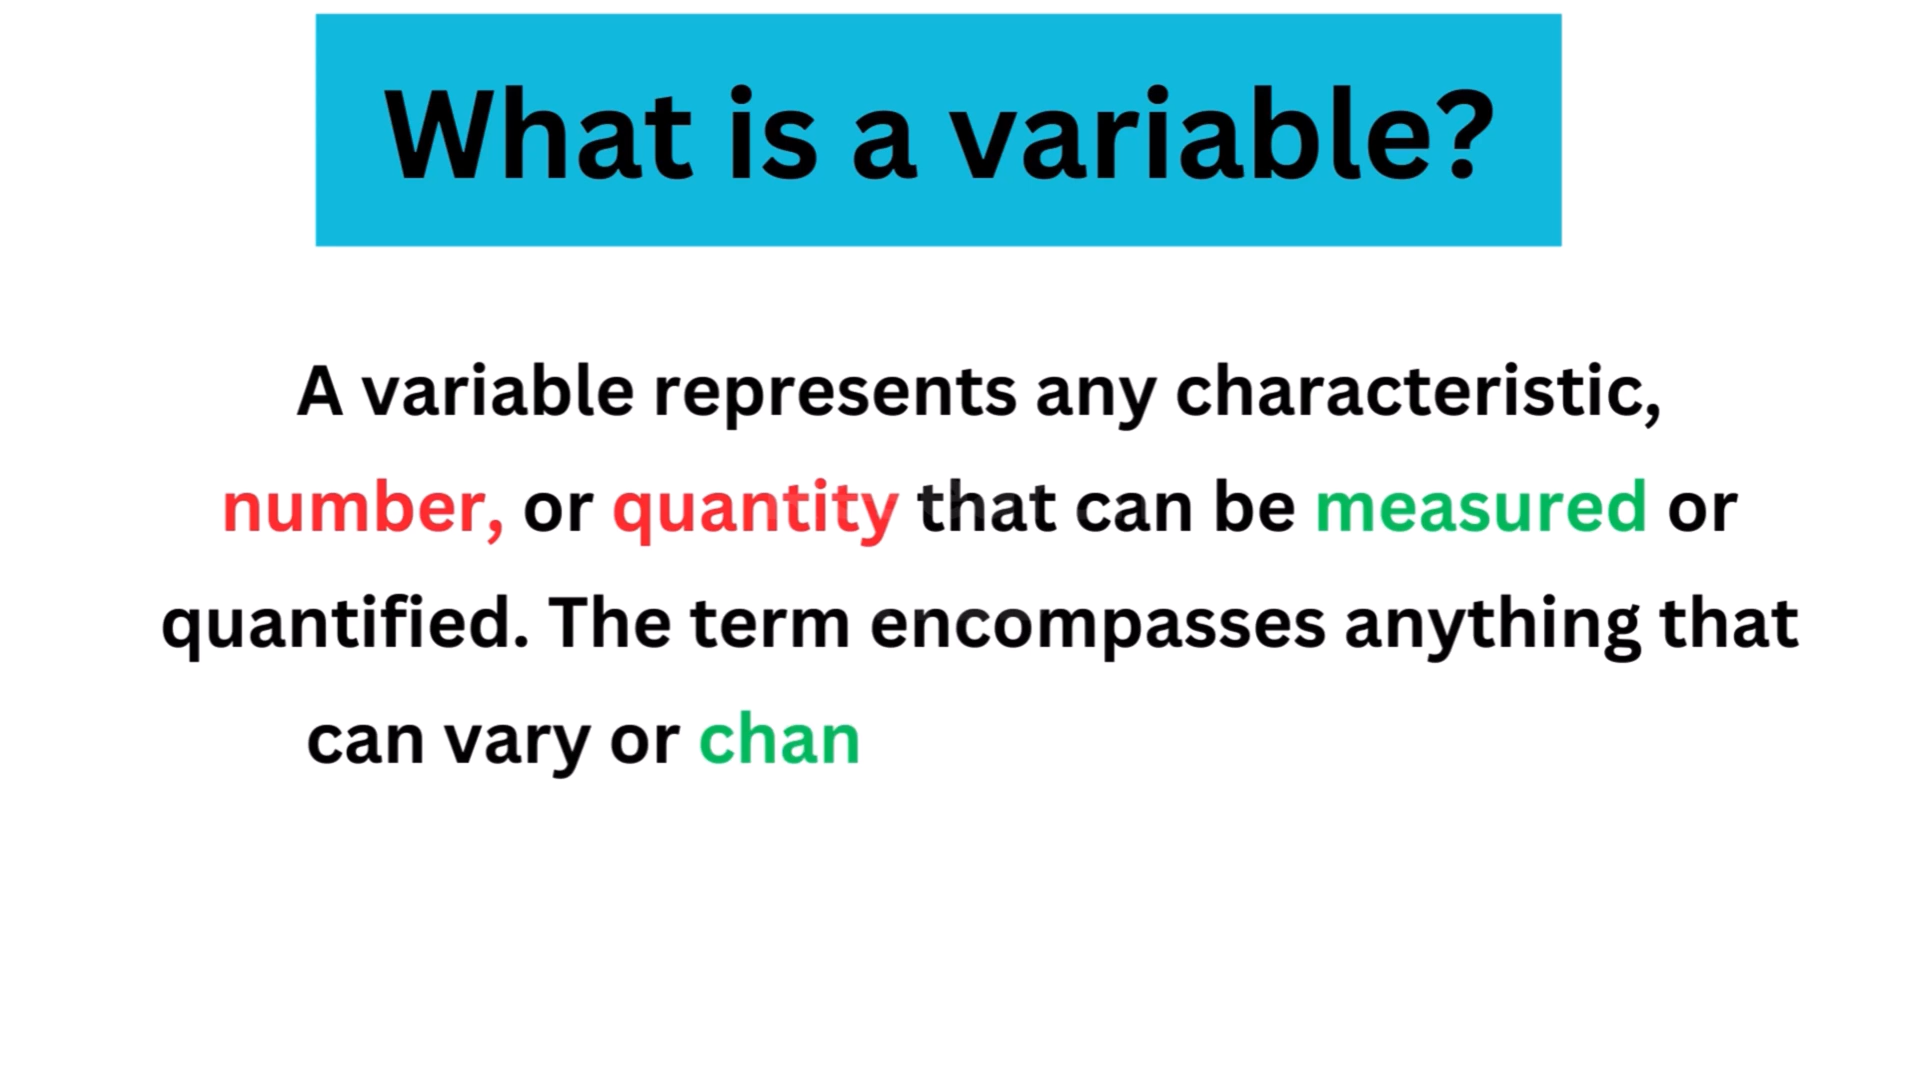 What is a variable?
A variable represents any characteristic,
number, or quantity that can be measured or
quantified. The term encompasses anything that
can vary or chan